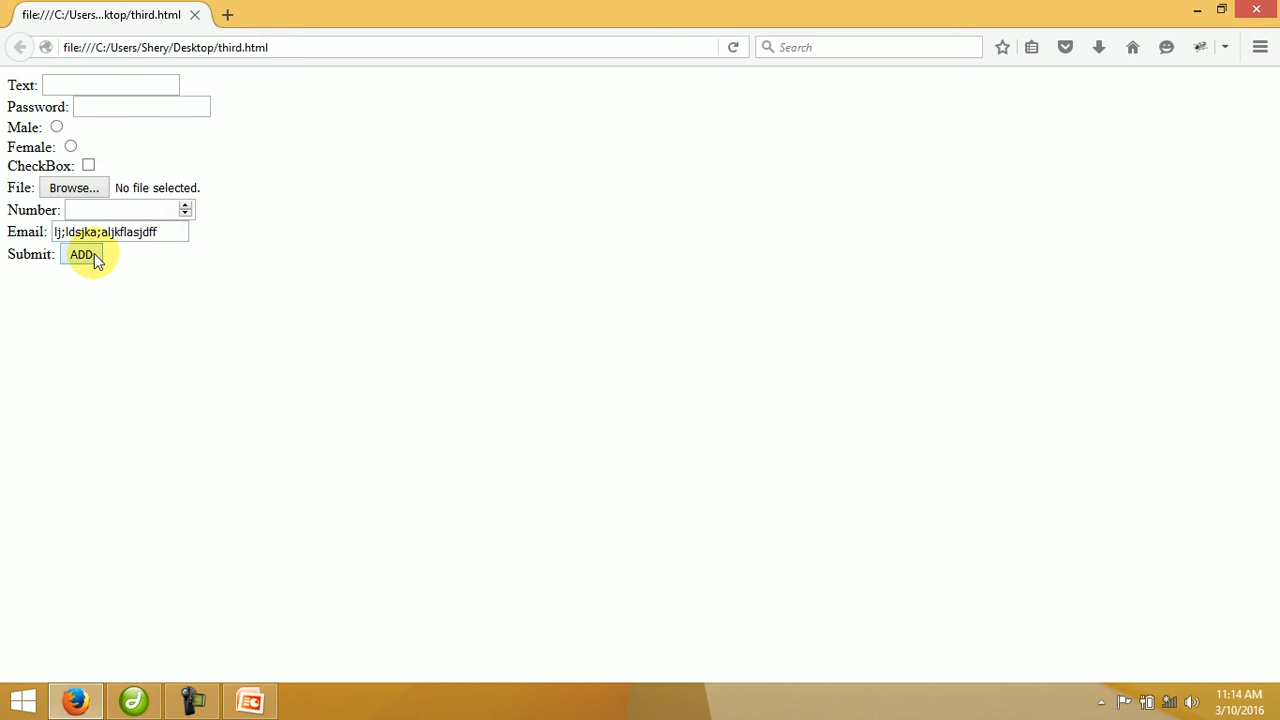 file:///C:/Users...ktop/third.html
file:///C:/Users/Shery/Desktop/third.html
Search
Text:
Password:
Male:
Female:
CheckBox:
File: Browse... No file selected.
Number:
Email: lj;ldsjka;aljkflasjdff
Submit: ADD
11:14 AM
3/10/2016